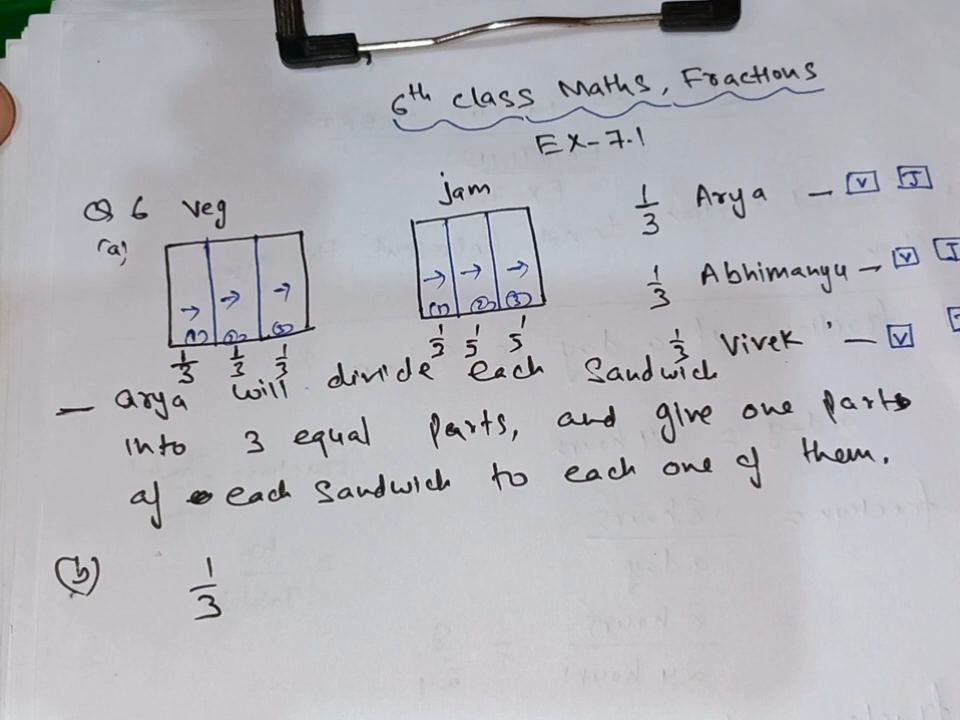 6th class Maths, Fractions
EX-7.1
Q 6 Veg jam
(a)
→ → → → → →
(1) (2) (3) (1) (2) (3)
1/3 1/3 1/3 1/3 1/5 1/5
1/3 Arya – V J
1/3 Abhimanyu – V J
1/3 Vivek – V
– arya will divide each Sandwich
into 3 equal parts, and give one part
of each Sandwich to each one of them.
(b) 1/3